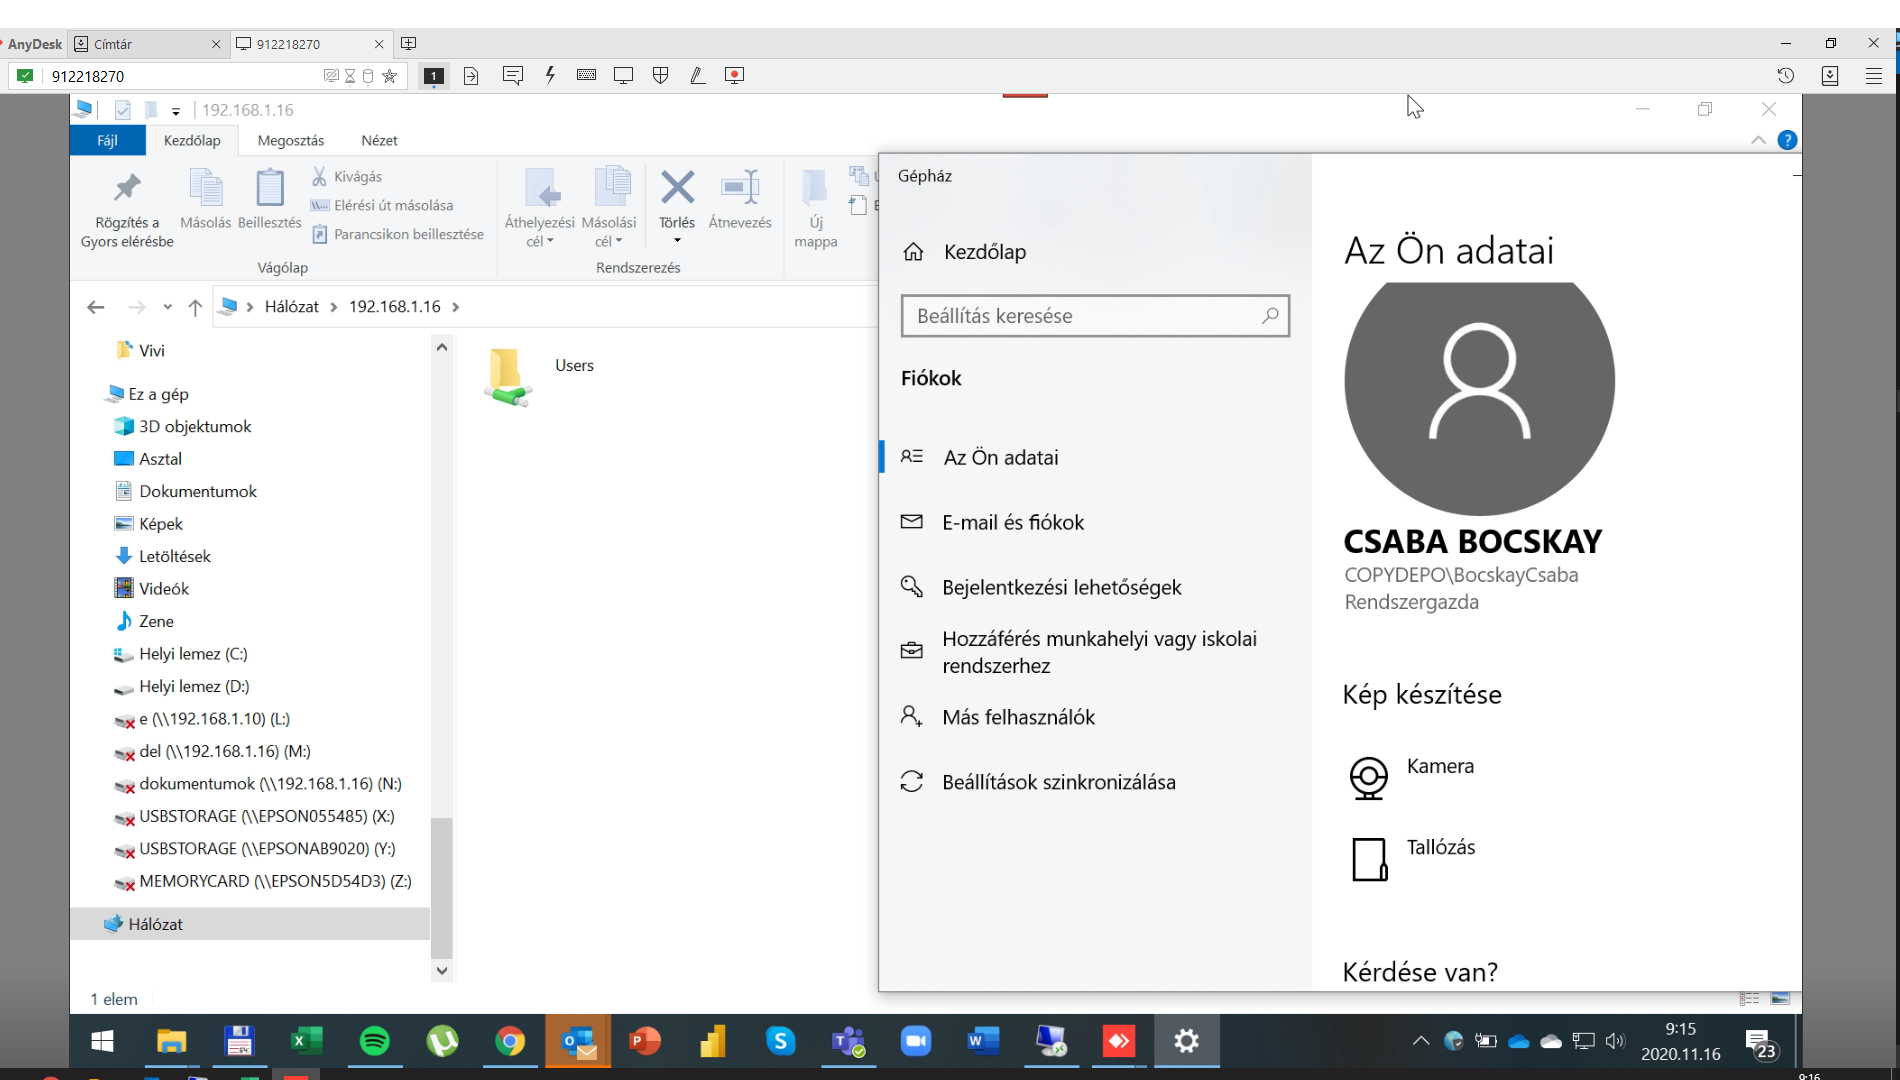 AnyDesk
Címtár
912218270
912218270
1
192.168.1.16
Fájl
Kezdőlap
Megosztás
Nézet
?
Rögzítés a
Gyors elérésbe
Másolás
Beillesztés
Kivágás
Elérési út másolása
Parancsikon beillesztése
Vágólap
Áthelyezési
cél
Másolási
cél
Törlés
Átnevezés
Rendszerezés
Új
mappa
Hálózat
192.168.1.16
Vivi
Ez a gép
3D objektumok
Asztal
Dokumentumok
Képek
Letöltések
Videók
Zene
Helyi lemez (C:)
Helyi lemez (D:)
e (\\192.168.1.10) (L:)
del (\\192.168.1.16) (M:)
dokumentumok (\\192.168.1.16) (N:)
USBSTORAGE (\\EPSON055485) (X:)
USBSTORAGE (\\EPSONAB9020) (Y:)
MEMORYCARD (\\EPSON5D54D3) (Z:)
Hálózat
1 elem
Users
Gépház
Kezdőlap
Beállítás keresése
Fiókok
Az Ön adatai
E-mail és fiókok
Bejelentkezési lehetőségek
Hozzáférés munkahelyi vagy iskolai
rendszerhez
Más felhasználók
Beállítások szinkronizálása
Az Ön adatai
CSABA BOCSKAY
COPYDEPO\BocskayCsaba
Rendszergazda
Kép készítése
Kamera
Tallózás
Kérdése van?
9:15
2020.11.16
23
9:16